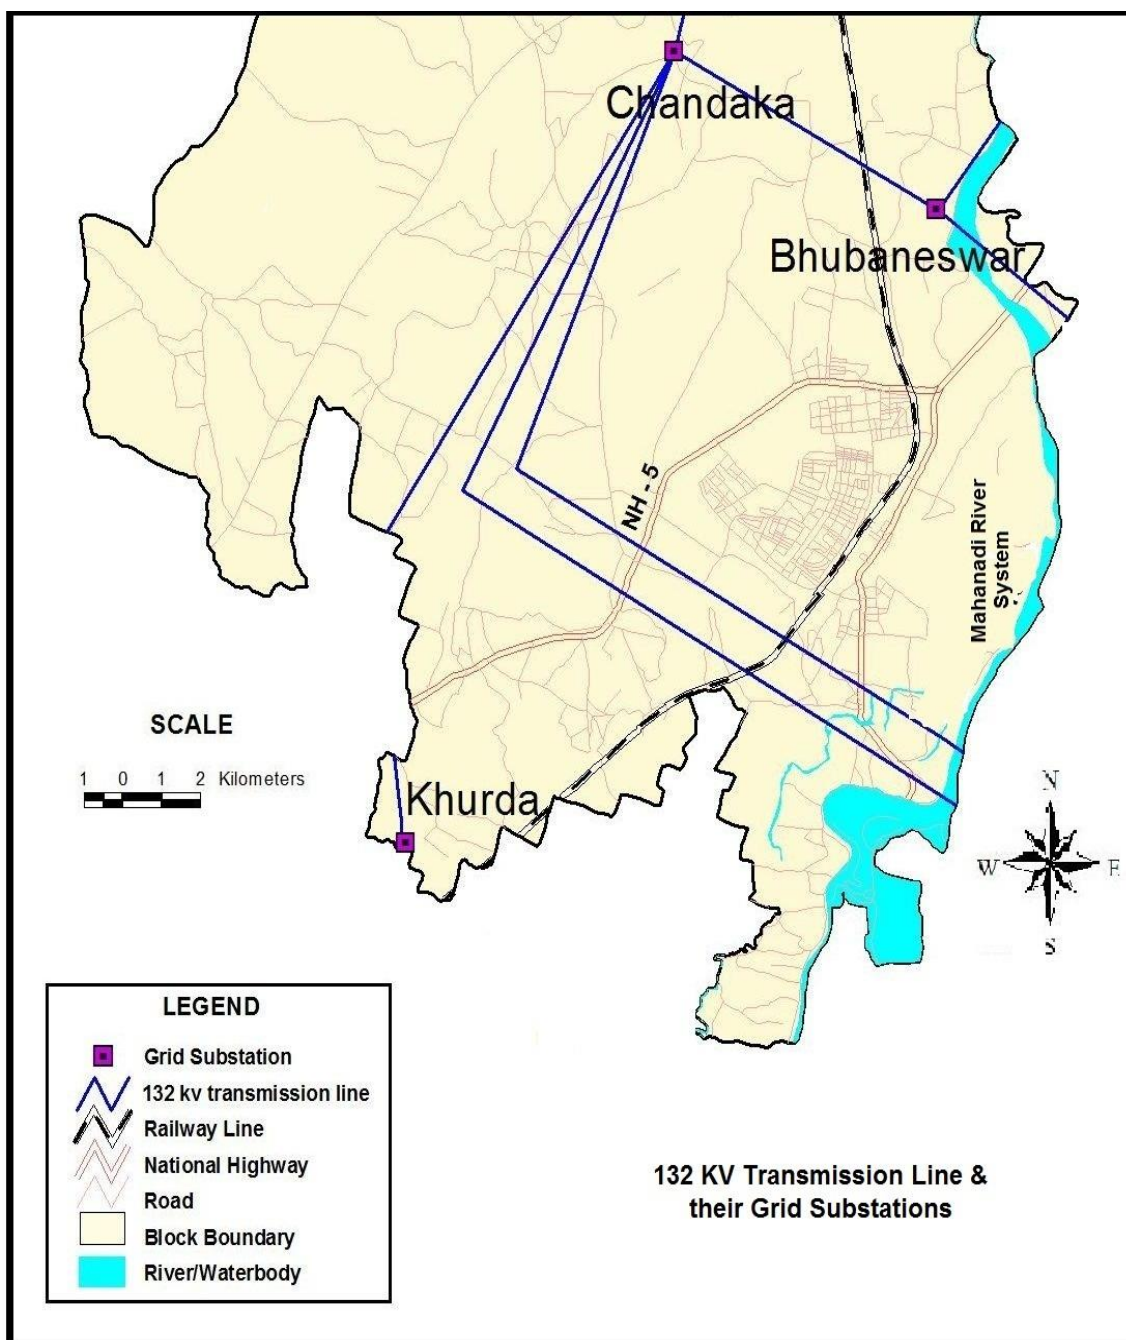 Chandaka
Bhubaneswar
NH - 5
Mahanadi River
System
SCALE
1 0 1 2 Kilometers
Khurda
N
W E
S
LEGEND
Grid Substation
132 kv transmission line
Railway Line
National Highway
Road
Block Boundary
River/Waterbody
132 KV Transmission Line &
their Grid Substations